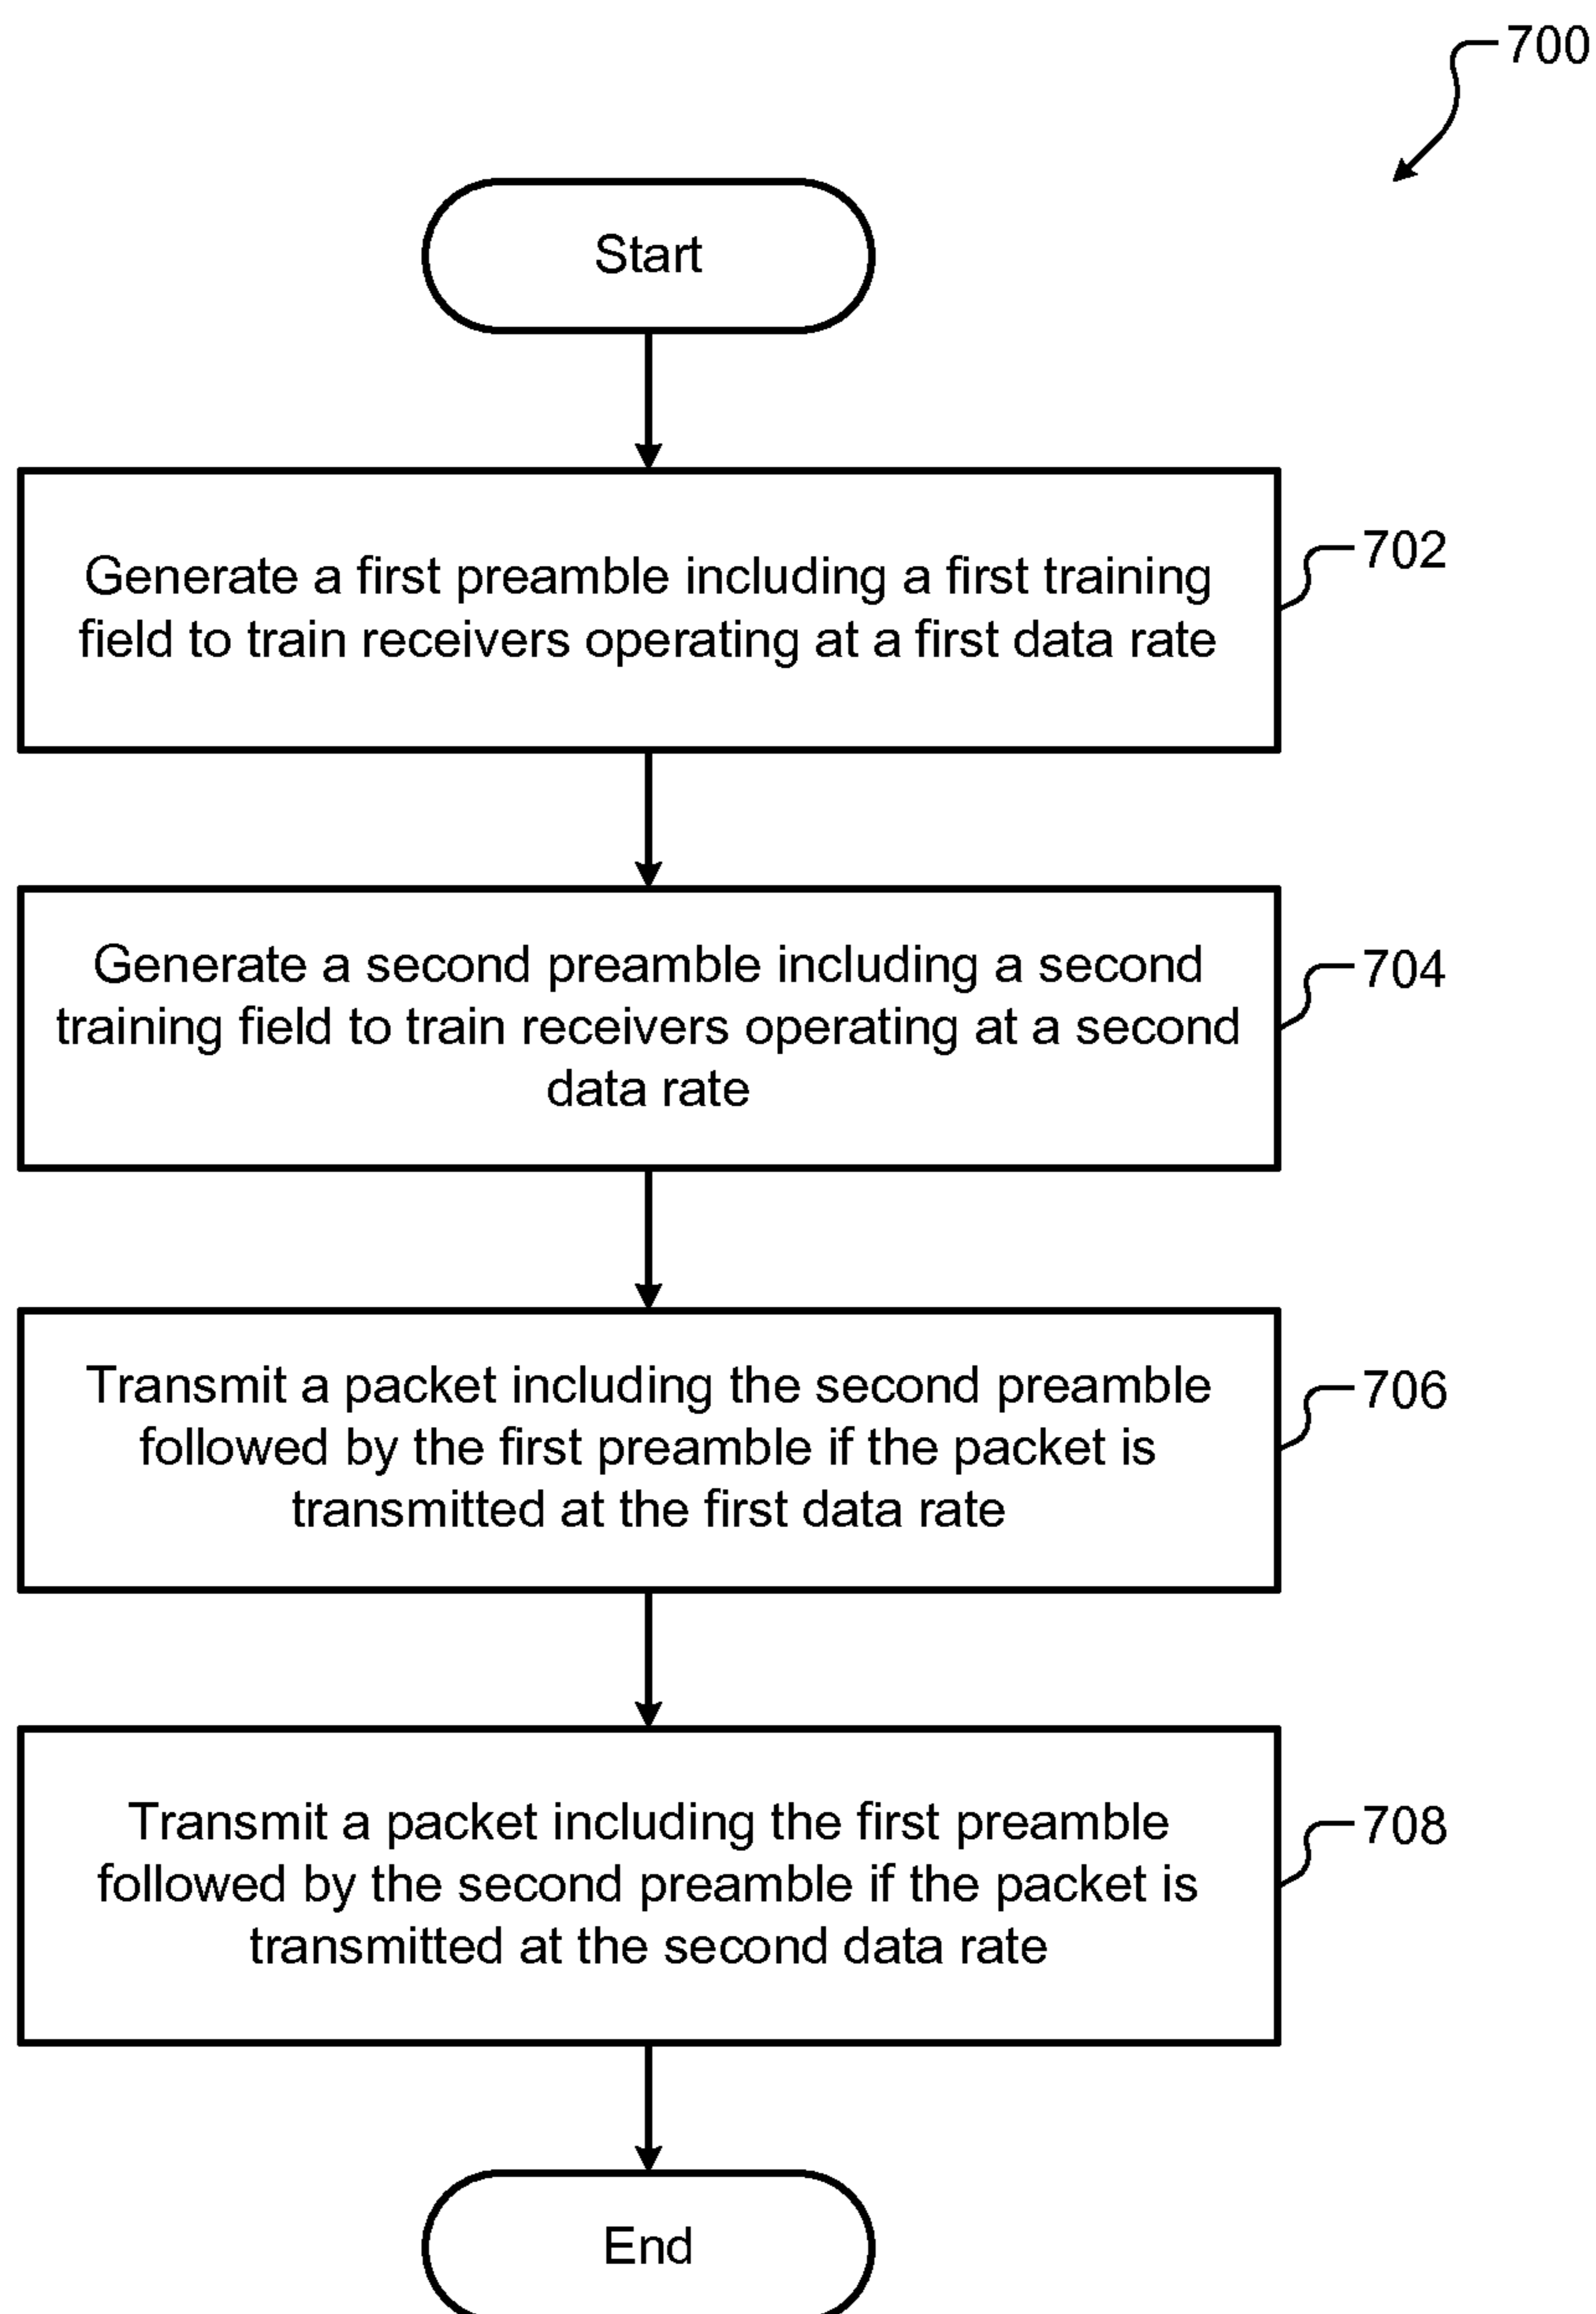 700
Start
Generate a first preamble including a first training
field to train receivers operating at a first data rate
702
Generate a second preamble including a second
training field to train receivers operating at a second
data rate
704
Transmit a packet including the second preamble
followed by the first preamble if the packet is
transmitted at the first data rate
706
Transmit a packet including the first preamble
followed by the second preamble if the packet is
transmitted at the second data rate
708
End